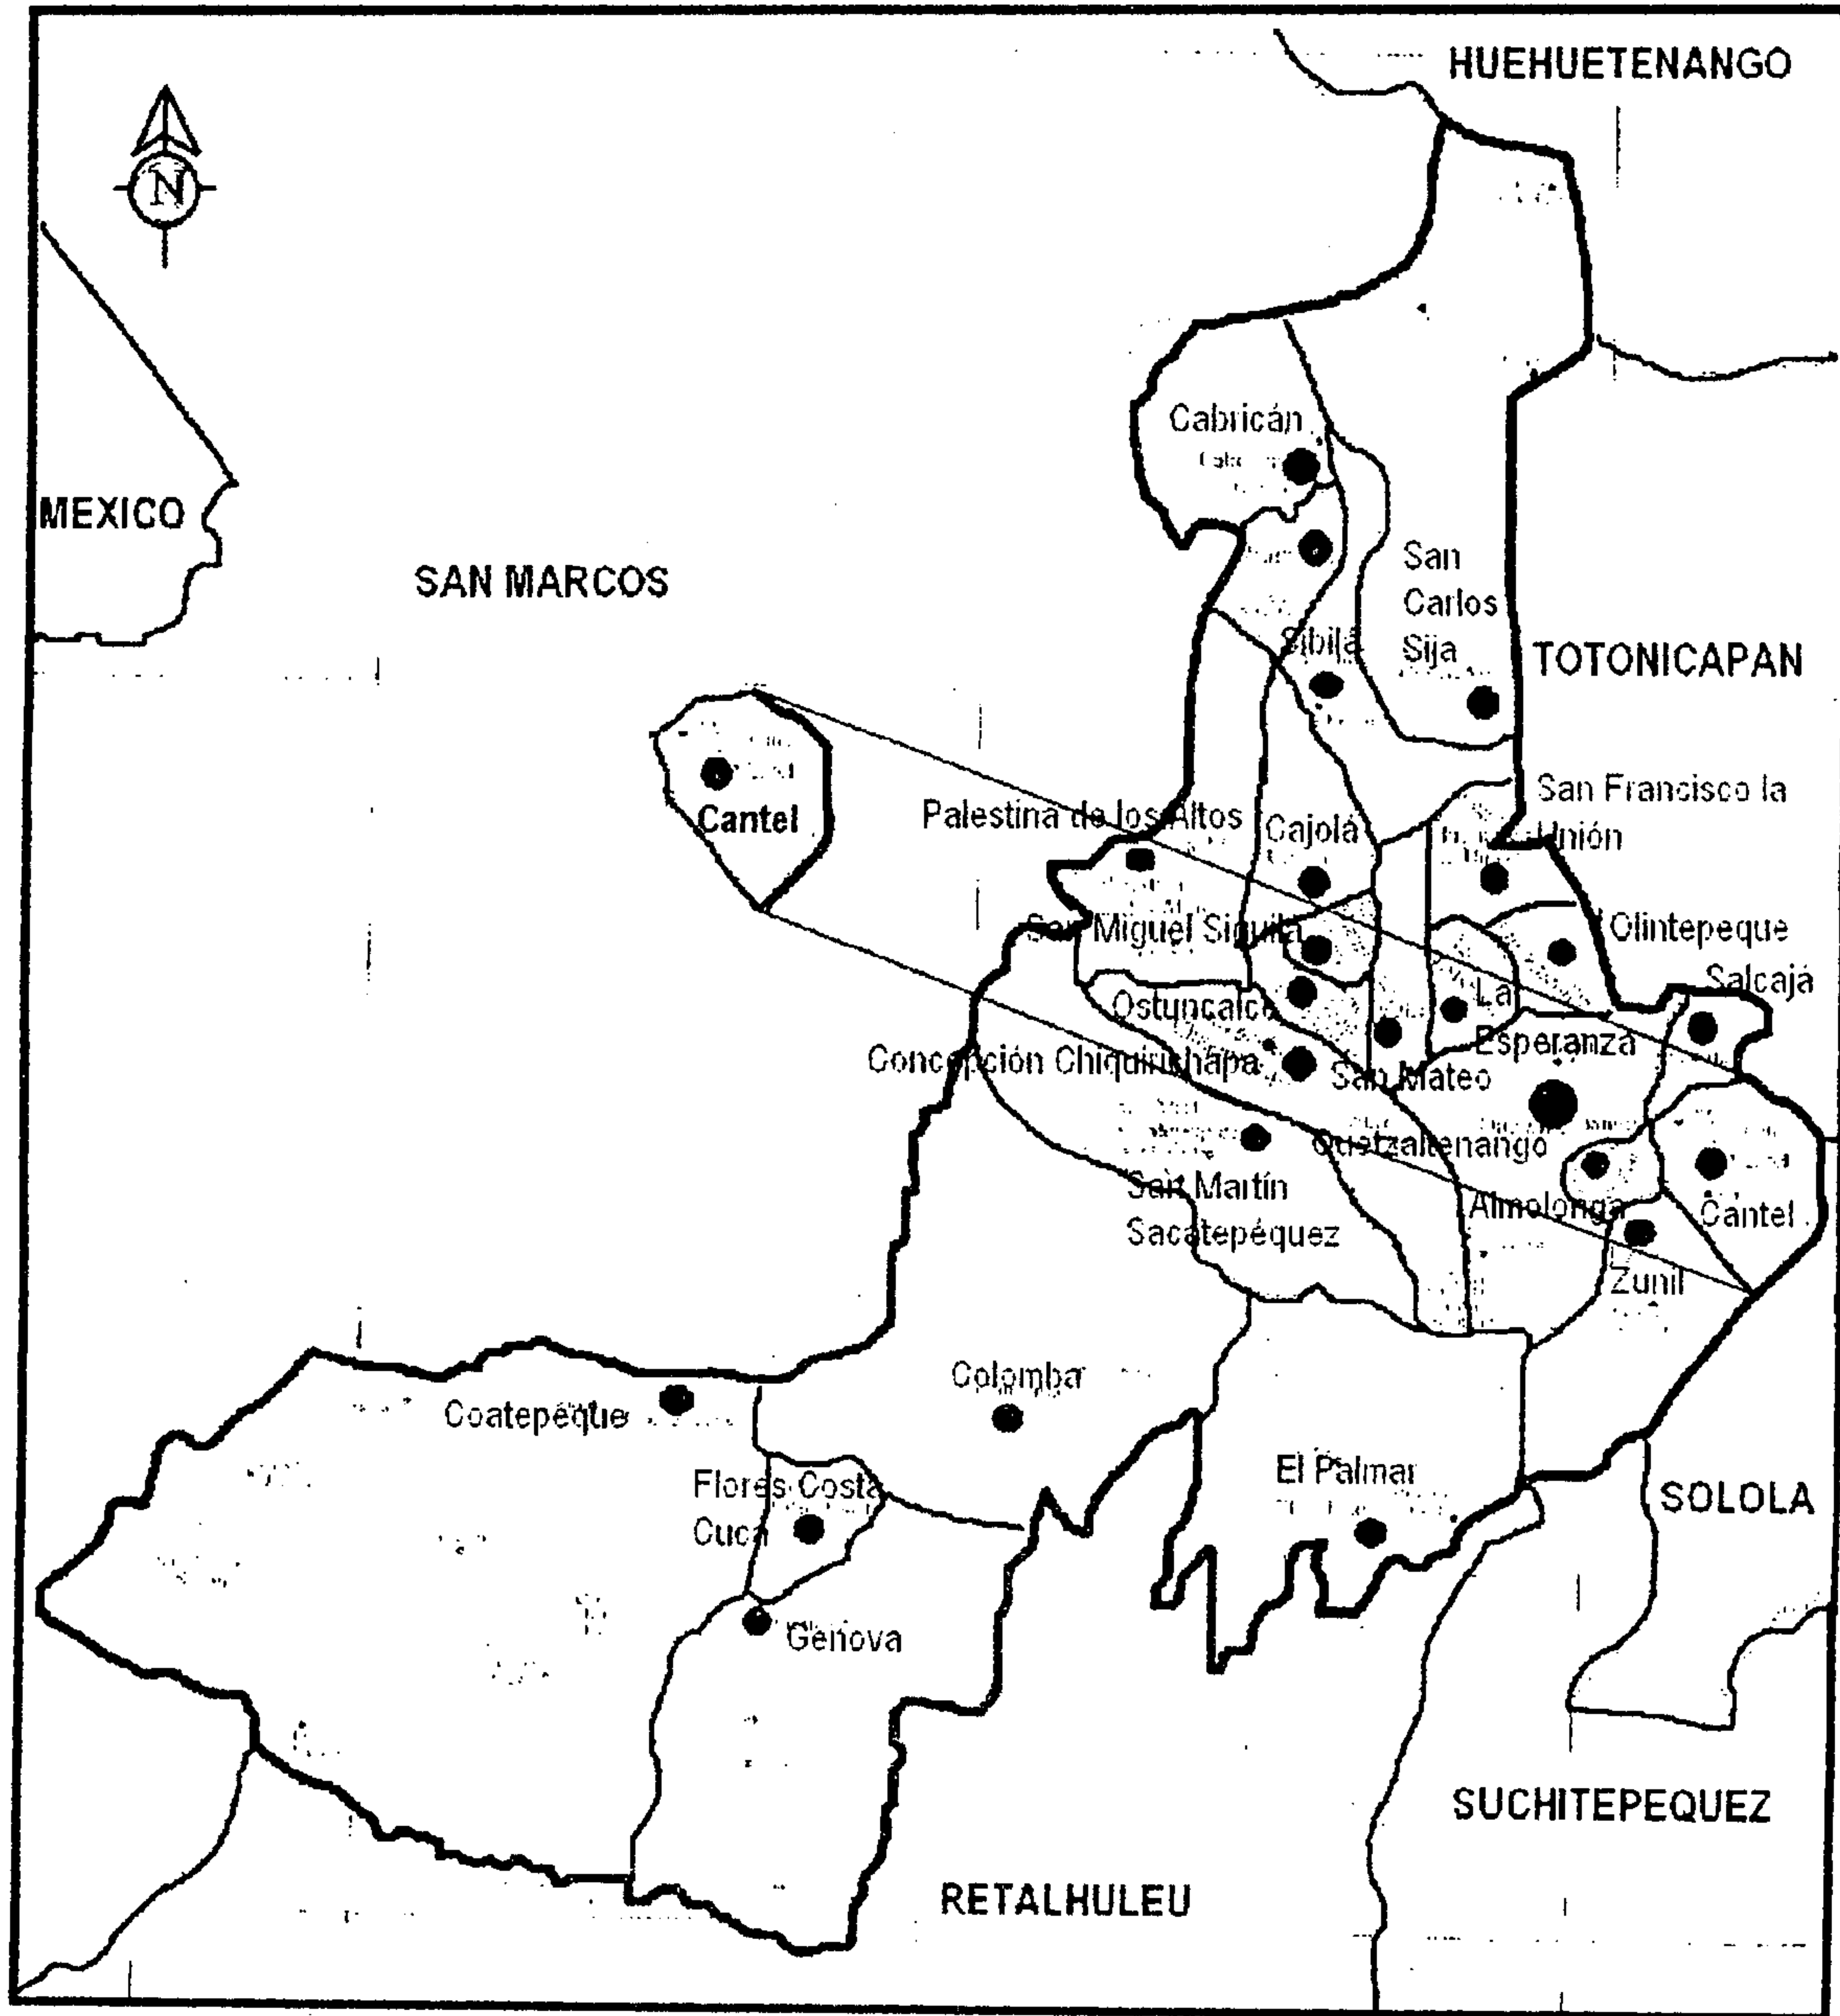 HUEHUETENANGO
N
Cabricán
MEXICO
SAN MARCOS
San
Carlos
Sija
Sibilá
TOTONICAPAN
Cantel
Palestina de los Altos
Cajolá
San Francisco la
Unión
San Miguel Siguilá
Olintepeque
Salcajá
Ostuncalco
La
Esperanza
Concepción Chiquirichapa
San Mateo
Quetzaltenango
San Martín
Sacatepéquez
Almolonga
Cantel
Zunil
Colomba
Coatepeque
El Palmar
Flores Costa
Cuca
SOLOLA
Genova
SUCHITEPEQUEZ
RETALHULEU